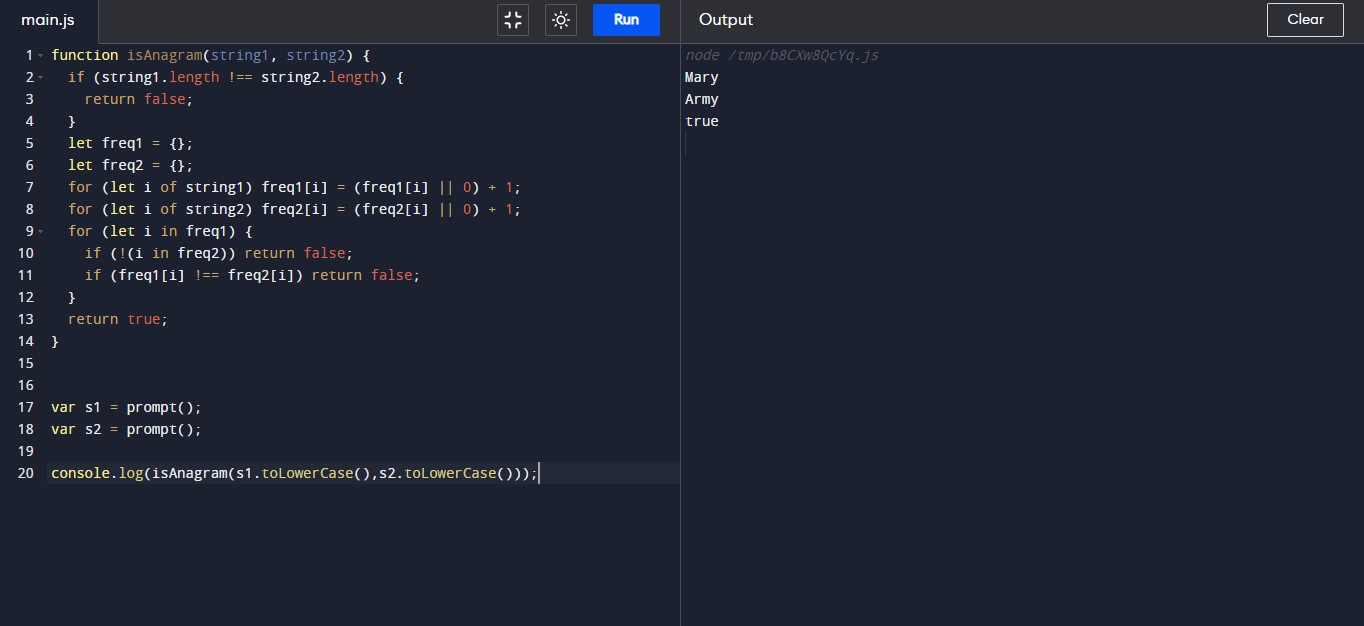 main.js
Run
Output
Clear
1 function isAnagram(string1, string2) {
2 if (string1.length !== string2.length) {
3 return false;
4 }
5 let freq1 = {};
6 let freq2 = {};
7 for (let i of string1) freq1[i] = (freq1[i] || 0) + 1;
8 for (let i of string2) freq2[i] = (freq2[i] || 0) + 1;
9 for (let i in freq1) {
10 if (!(i in freq2)) return false;
11 if (freq1[i] !== freq2[i]) return false;
12 }
13 return true;
14 }
15
16
17 var s1 = prompt();
18 var s2 = prompt();
19
20 console.log(isAnagram(s1.toLowerCase(),s2.toLowerCase()));
node /tmp/b8CXw8QcYq.js
Mary
Army
true